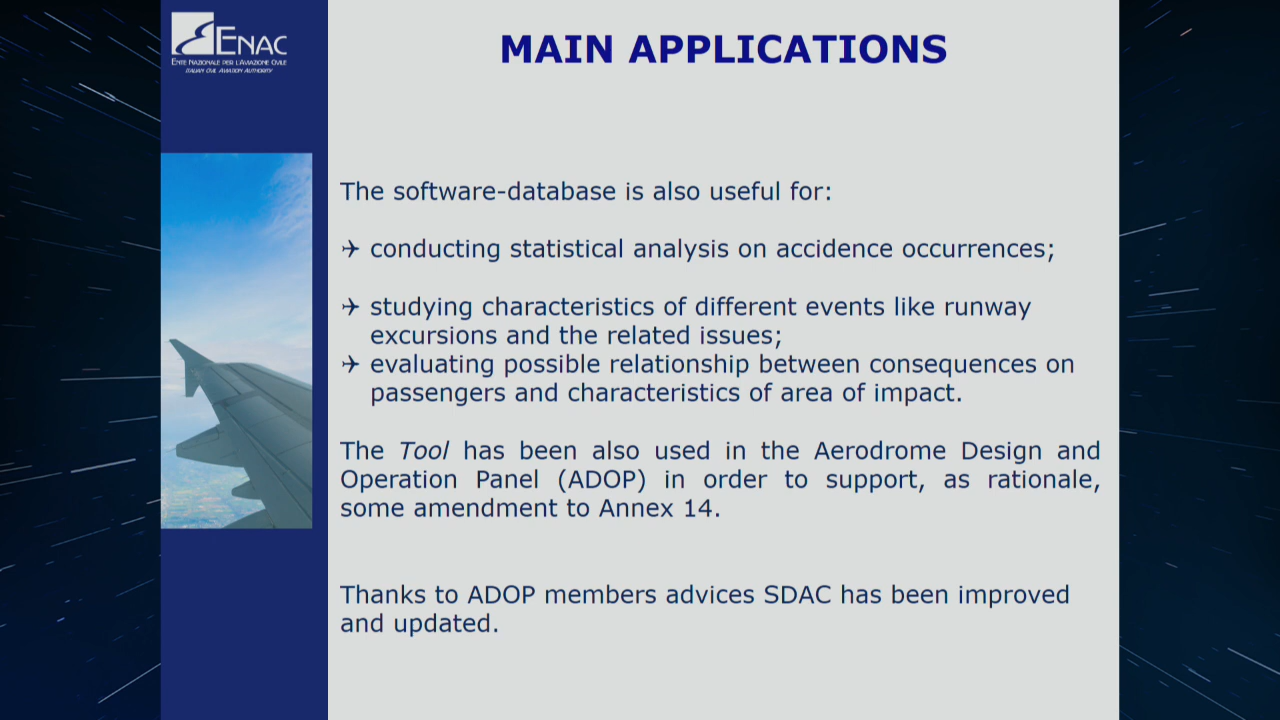 ENAC
ENTE NAZIONALE PER L'AVIAZIONE CIVILE
ITALIAN CIVIL AVIATION AUTHORITY
MAIN APPLICATIONS
The software-database is also useful for:
✈ conducting statistical analysis on accidence occurrences;
✈ studying characteristics of different events like runway
excursions and the related issues;
✈ evaluating possible relationship between consequences on
passengers and characteristics of area of impact.
The Tool has been also used in the Aerodrome Design and
Operation Panel (ADOP) in order to support, as rationale,
some amendment to Annex 14.
Thanks to ADOP members advices SDAC has been improved
and updated.